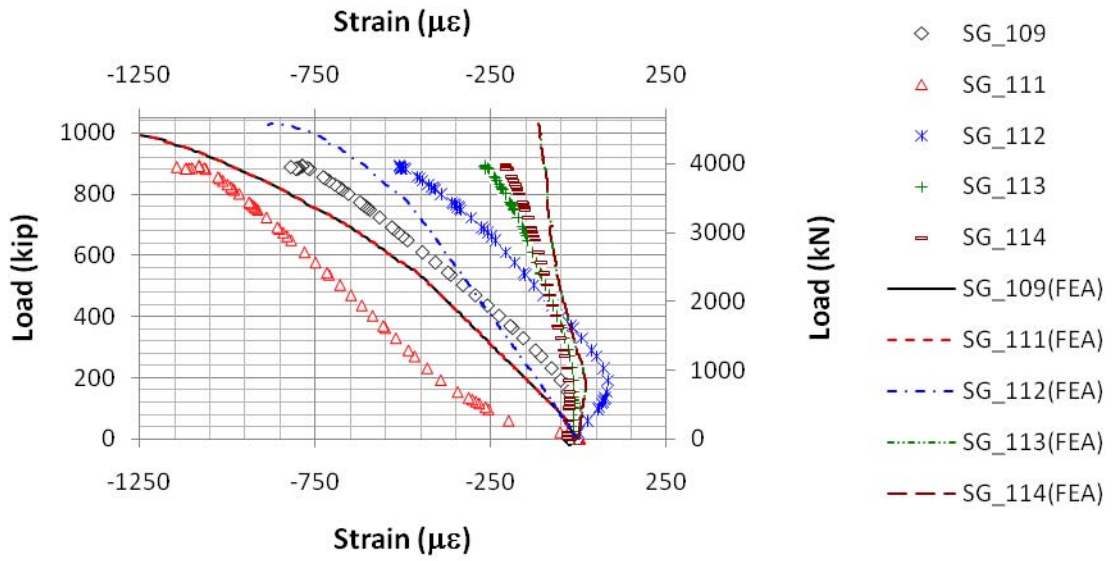 Strain (µε)
-1250 -750 -250 250
1000
800
600
400
200
0
Load (kip)
4000
3000
2000
1000
0
Load (kN)
-1250 -750 -250 250
Strain (µε)
SG_109
SG_111
SG_112
SG_113
SG_114
SG_109(FEA)
SG_111(FEA)
SG_112(FEA)
SG_113(FEA)
SG_114(FEA)